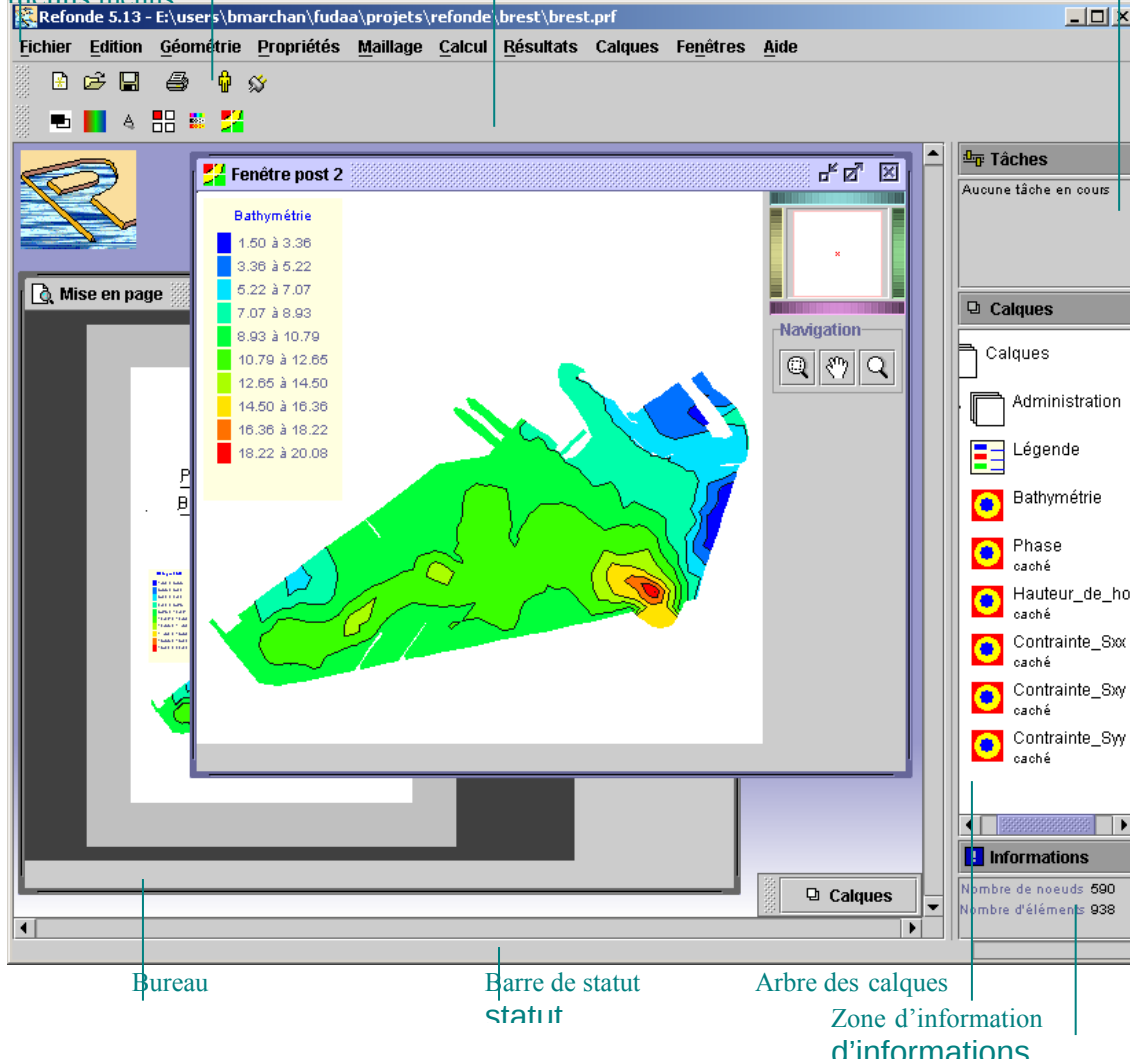 Refonde 5.13 - E:\users\bmarchan\fudaa\projets\refonde\brest\brest.prf
Fichier Edition Géométrie Propriétés Maillage Calcul Résultats Calques Fenêtres Aide
Fenêtre post 2
Bathymétrie
1.50 à 3.36
3.36 à 5.22
5.22 à 7.07
7.07 à 8.93
8.93 à 10.79
10.79 à 12.65
12.65 à 14.50
14.50 à 16.36
16.36 à 18.22
18.22 à 20.08
Navigation
Mise en page
P
B
Tâches
Aucune tâche en cours
Calques
Calques
Administration
Légende
Bathymétrie
Phase
caché
Hauteur_de_ho
caché
Contrainte_Sxx
caché
Contrainte_Sxy
caché
Contrainte_Syy
caché
Informations
Nombre de noeuds 590
Nombre d'éléments 938
Calques
Bureau
Barre de statut
statut
Arbre des calques
Zone d’information
d’informations